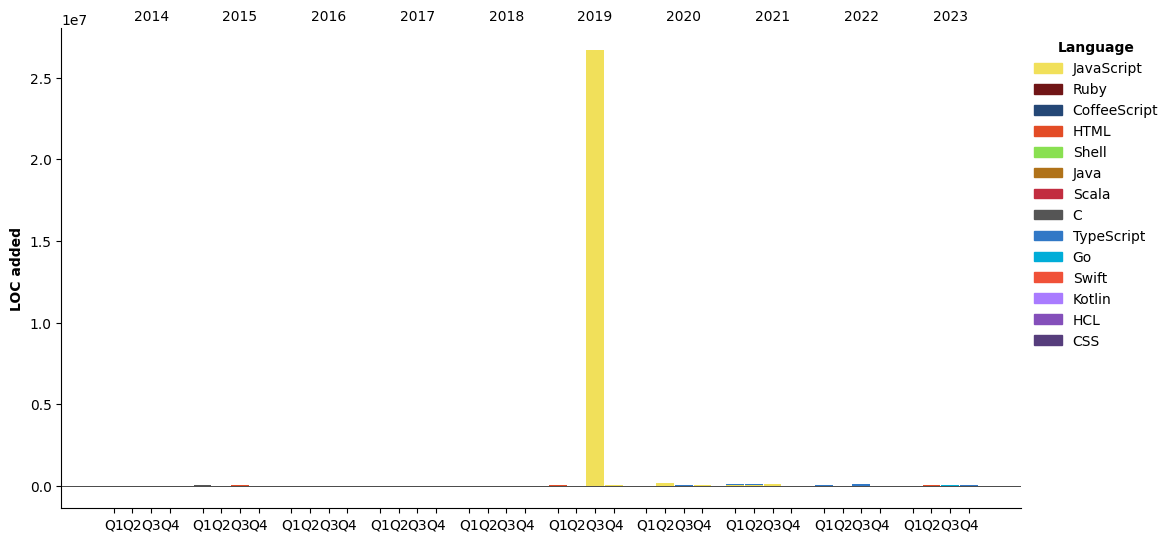 1e7
2014 2015 2016 2017 2018 2019 2020 2021 2022 2023
LOC added
2.5
2.0
1.5
1.0
0.5
0.0
Q1Q2Q3Q4 Q1Q2Q3Q4 Q1Q2Q3Q4 Q1Q2Q3Q4 Q1Q2Q3Q4 Q1Q2Q3Q4 Q1Q2Q3Q4 Q1Q2Q3Q4 Q1Q2Q3Q4 Q1Q2Q3Q4
Language
JavaScript
Ruby
CoffeeScript
HTML
Shell
Java
Scala
C
TypeScript
Go
Swift
Kotlin
HCL
CSS